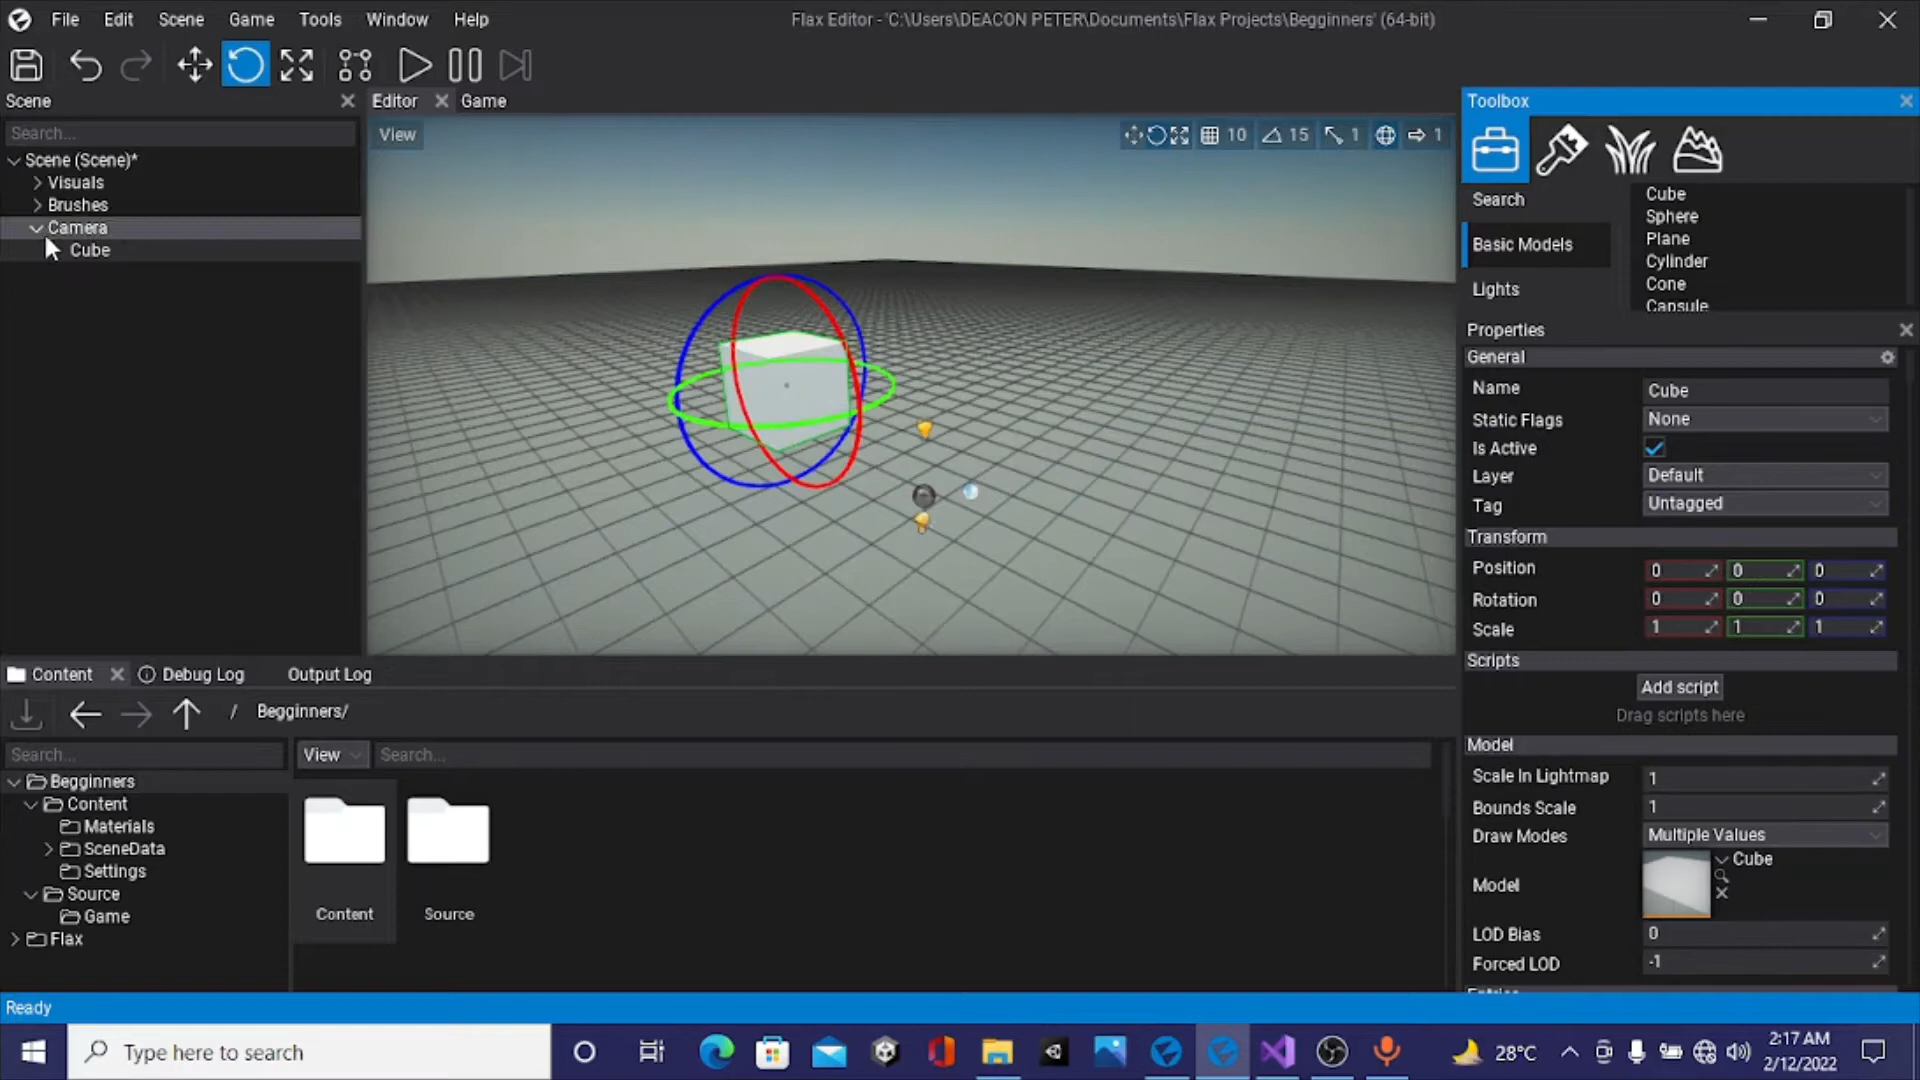 File Edit Scene Game Tools Window Help
Flax Editor - 'C:\Users\DEACON PETER\Documents\Flax Projects\Begginners' (64-bit)
Scene
Search...
Scene (Scene)*
Visuals
Brushes
Camera
Cube
Editor Game
View
10 15 1 1
Toolbox
Search
Basic Models
Lights
Cube
Sphere
Plane
Cylinder
Cone
Capsule
Properties
General
Name Cube
Static Flags None
Is Active
Layer Default
Tag Untagged
Transform
Position 0 0 0
Rotation 0 0 0
Scale 1 1 1
Scripts
Add script
Drag scripts here
Model
Scale In Lightmap 1
Bounds Scale 1
Draw Modes Multiple Values
Model Cube
LOD Bias 0
Forced LOD -1
Entries
Content Debug Log Output Log
/ Begginners/
Search...
View Search...
Begginners
Content
Materials
SceneData
Settings
Source
Game
Flax
Content Source
Ready
Type here to search
28°C
2:17 AM
2/12/2022